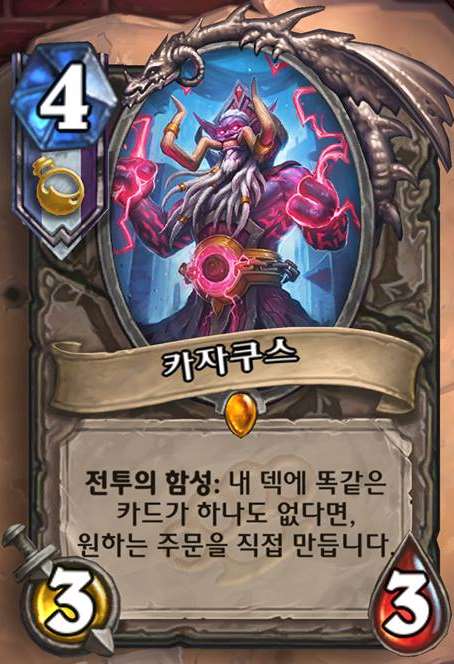 4
카자쿠스
전투의 함성: 내 덱에 똑같은
카드가 하나도 없다면,
원하는 주문을 직접 만듭니다.
3
3